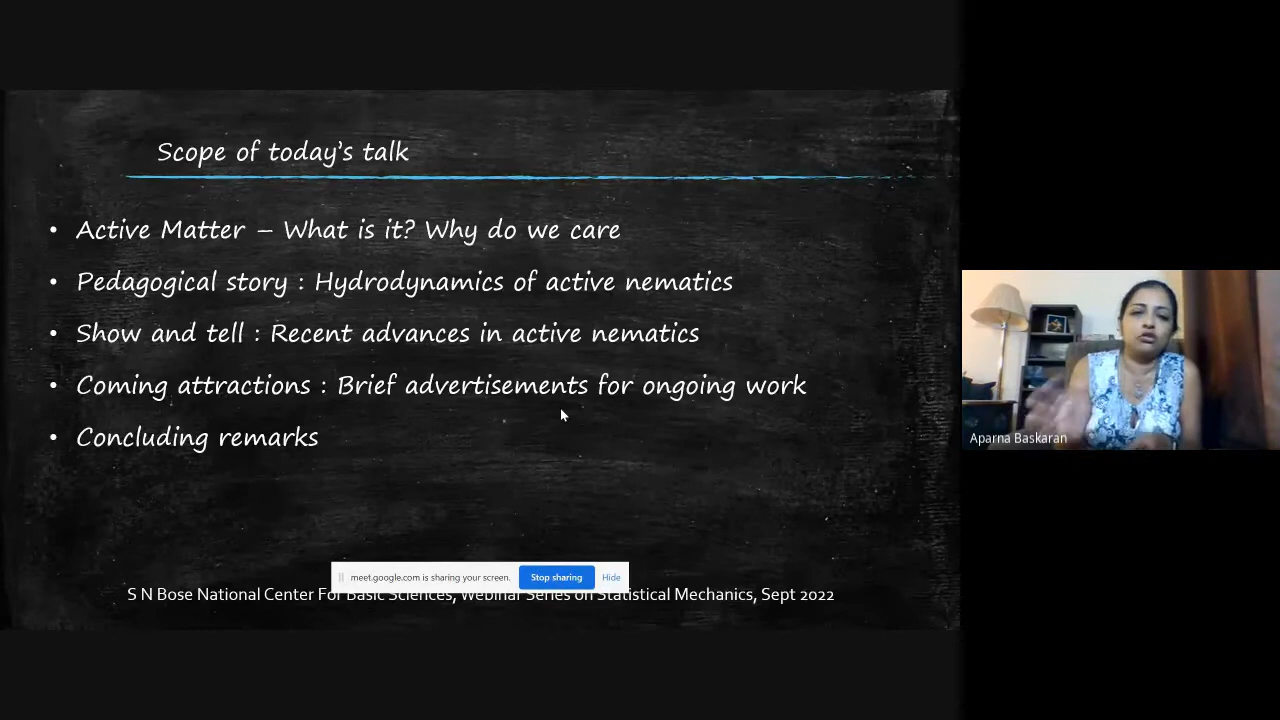 Scope of today's talk
• Active Matter – What is it? Why do we care
• Pedagogical story : Hydrodynamics of active nematics
• Show and tell : Recent advances in active nematics
• Coming attractions : Brief advertisements for ongoing work
• Concluding remarks
meet.google.com is sharing your screen. Stop sharing Hide
S N Bose National Center For Basic Sciences, Webinar Series on Statistical Mechanics, Sept 2022
Aparna Baskaran